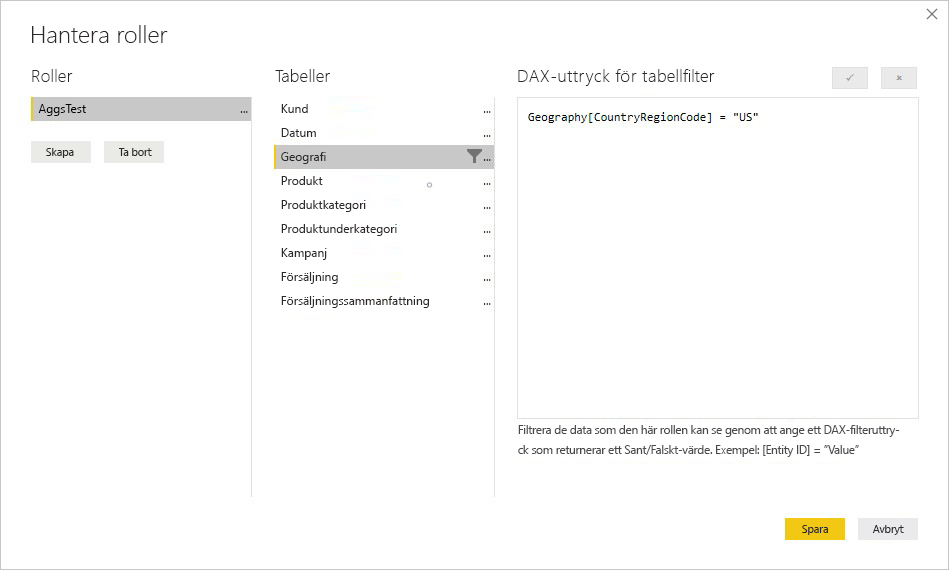 Hantera roller
Roller
AggsTest
...
Skapa
Ta bort
Tabeller
Kund
...
Datum
...
Geografi
...
Produkt
...
Produktkategori
...
Produktunderkategori
...
Kampanj
...
Försäljning
...
Försäljningssammanfattning
...
DAX-uttryck för tabellfilter
Geography[CountryRegionCode] = "US"
Filtrera de data som den här rollen kan se genom att ange ett DAX-filteruttry-
ck som returnerar ett Sant/Falskt-värde. Exempel: [Entity ID] = ”Value”
Spara
Avbryt